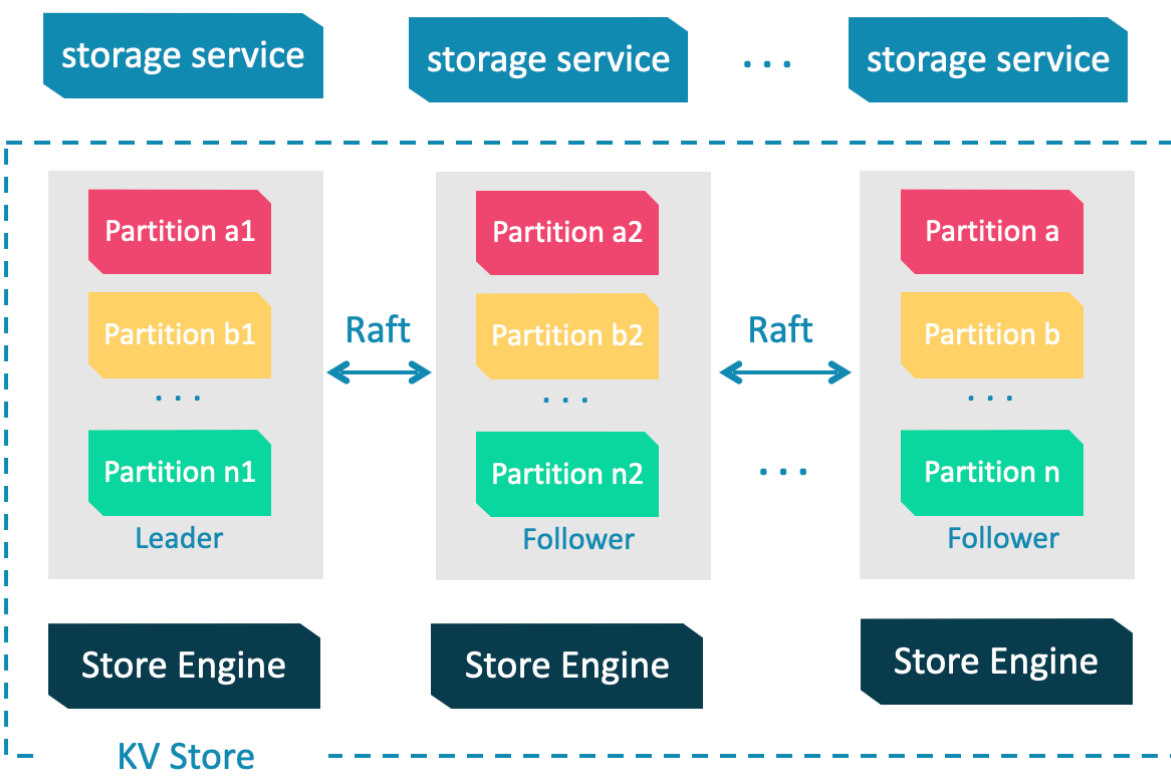 storage service
storage service
...
storage service
Partition a1
Partition a2
Partition a
Partition b1
Raft
Partition b2
Raft
Partition b
...
...
...
Partition n1
Partition n2
...
Partition n
Leader
Follower
Follower
Store Engine
Store Engine
Store Engine
KV Store